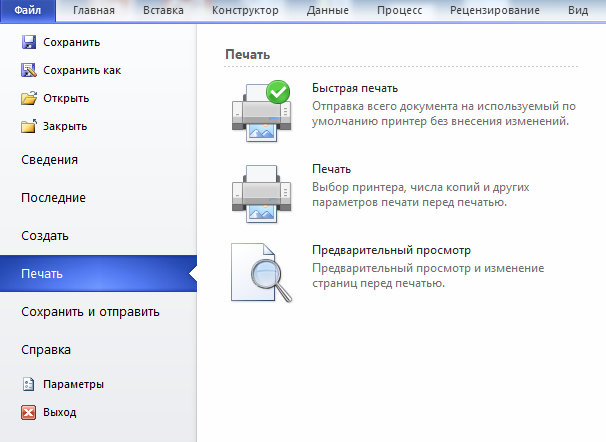 Файл Главная Вставка Конструктор Данные Процесс Рецензирование Вид
Сохранить
Сохранить как
Открыть
Закрыть
Сведения
Последние
Создать
Печать
Сохранить и отправить
Справка
Параметры
Выход
Печать
Быстрая печать
Отправка всего документа на используемый по
умолчанию принтер без внесения изменений.
Печать
Выбор принтера, числа копий и других
параметров печати перед печатью.
Предварительный просмотр
Предварительный просмотр и изменение
страниц перед печатью.